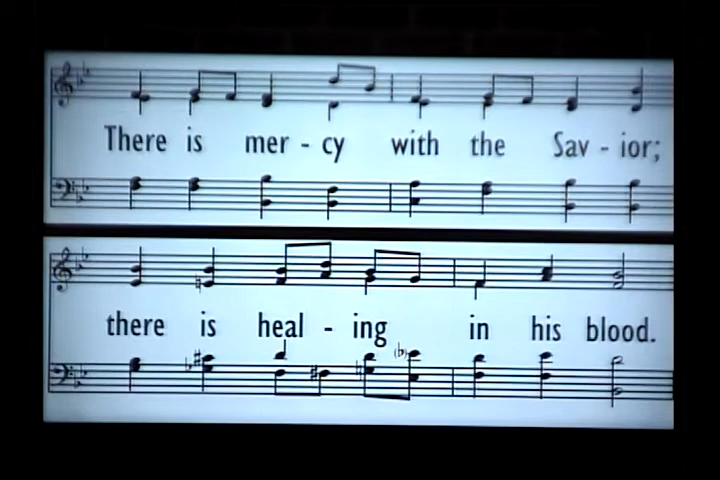 There is mer - cy with the Sav - ior;
there is heal - ing in his blood.